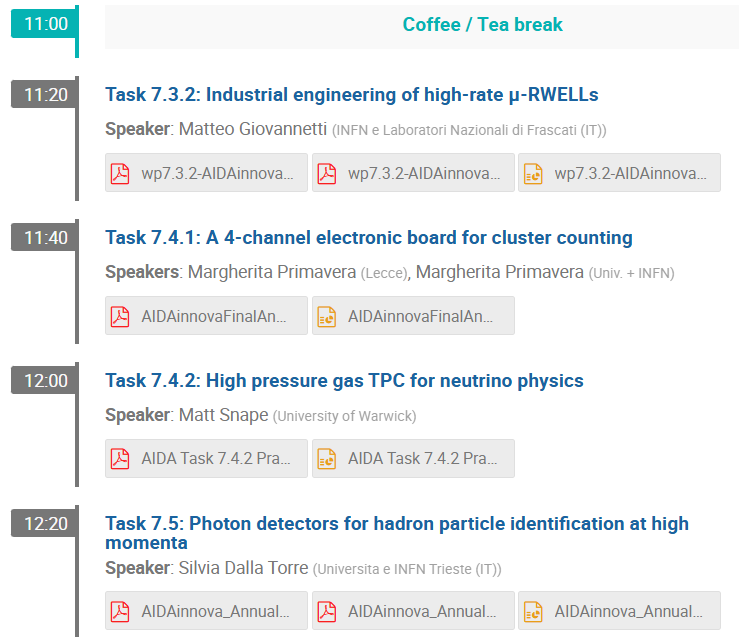 11:00 Coffee / Tea break
11:20 Task 7.3.2: Industrial engineering of high-rate µ-RWELLs
Speaker: Matteo Giovannetti (INFN e Laboratori Nazionali di Frascati (IT))
wp7.3.2-AIDAinnova... wp7.3.2-AIDAinnova... wp7.3.2-AIDAinnova...
11:40 Task 7.4.1: A 4-channel electronic board for cluster counting
Speakers: Margherita Primavera (Lecce), Margherita Primavera (Univ. + INFN)
AIDAinnovaFinalAn... AIDAinnovaFinalAn...
12:00 Task 7.4.2: High pressure gas TPC for neutrino physics
Speaker: Matt Snape (University of Warwick)
AIDA Task 7.4.2 Pra... AIDA Task 7.4.2 Pra...
12:20 Task 7.5: Photon detectors for hadron particle identification at high
momenta
Speaker: Silvia Dalla Torre (Universita e INFN Trieste (IT))
AIDAinnova_Annual... AIDAinnova_Annual... AIDAinnova_Annual...